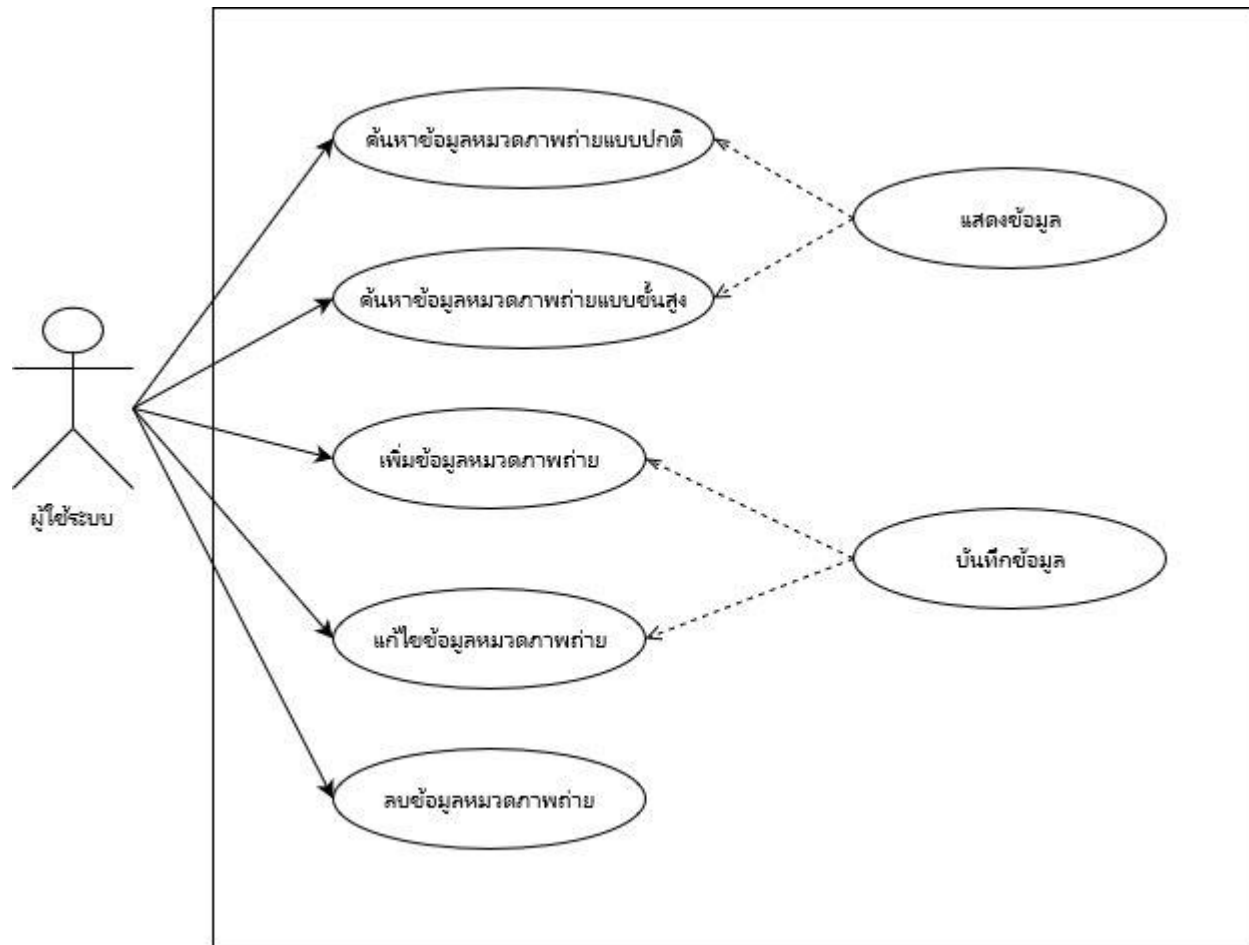 ค้นหาข้อมูลหมวดภาพถ่ายแบบปกติ
แสดงข้อมูล
ค้นหาข้อมูลหมวดภาพถ่ายแบบขั้นสูง
เพิ่มข้อมูลหมวดภาพถ่าย
ผู้ใช้ระบบ
บันทึกข้อมูล
แก้ไขข้อมูลหมวดภาพถ่าย
ลบข้อมูลหมวดภาพถ่าย